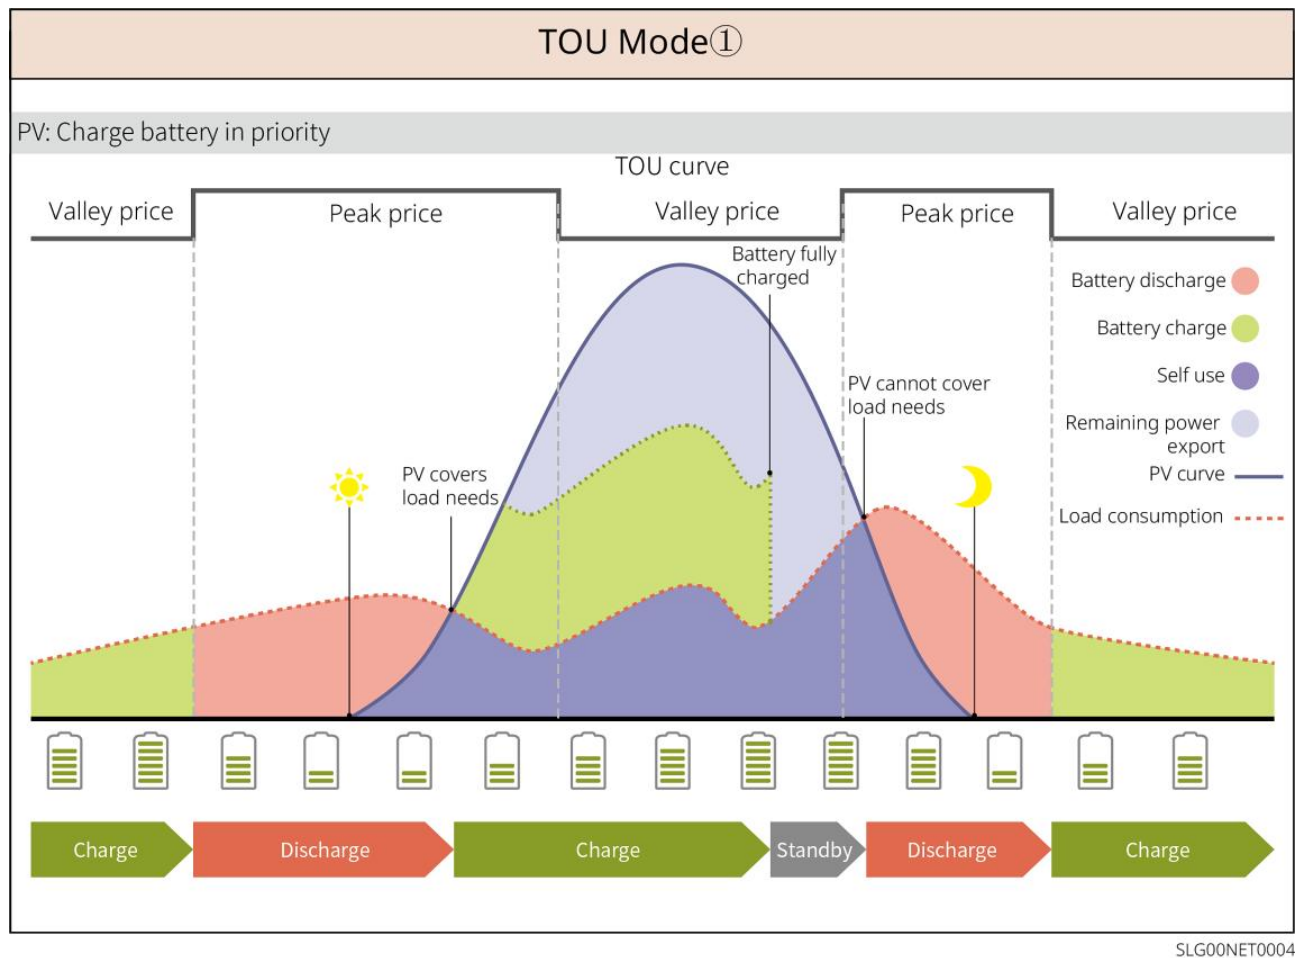 TOU Mode①
PV: Charge battery in priority
TOU curve
Valley price
Peak price
Valley price
Peak price
Valley price
Battery fully
charged
Battery discharge
Battery charge
Self use
Remaining power
export
PV curve
Load consumption
PV cannot cover
load needs
PV covers
load needs
Charge
Discharge
Charge
Standby
Discharge
Charge
SLG00NET0004